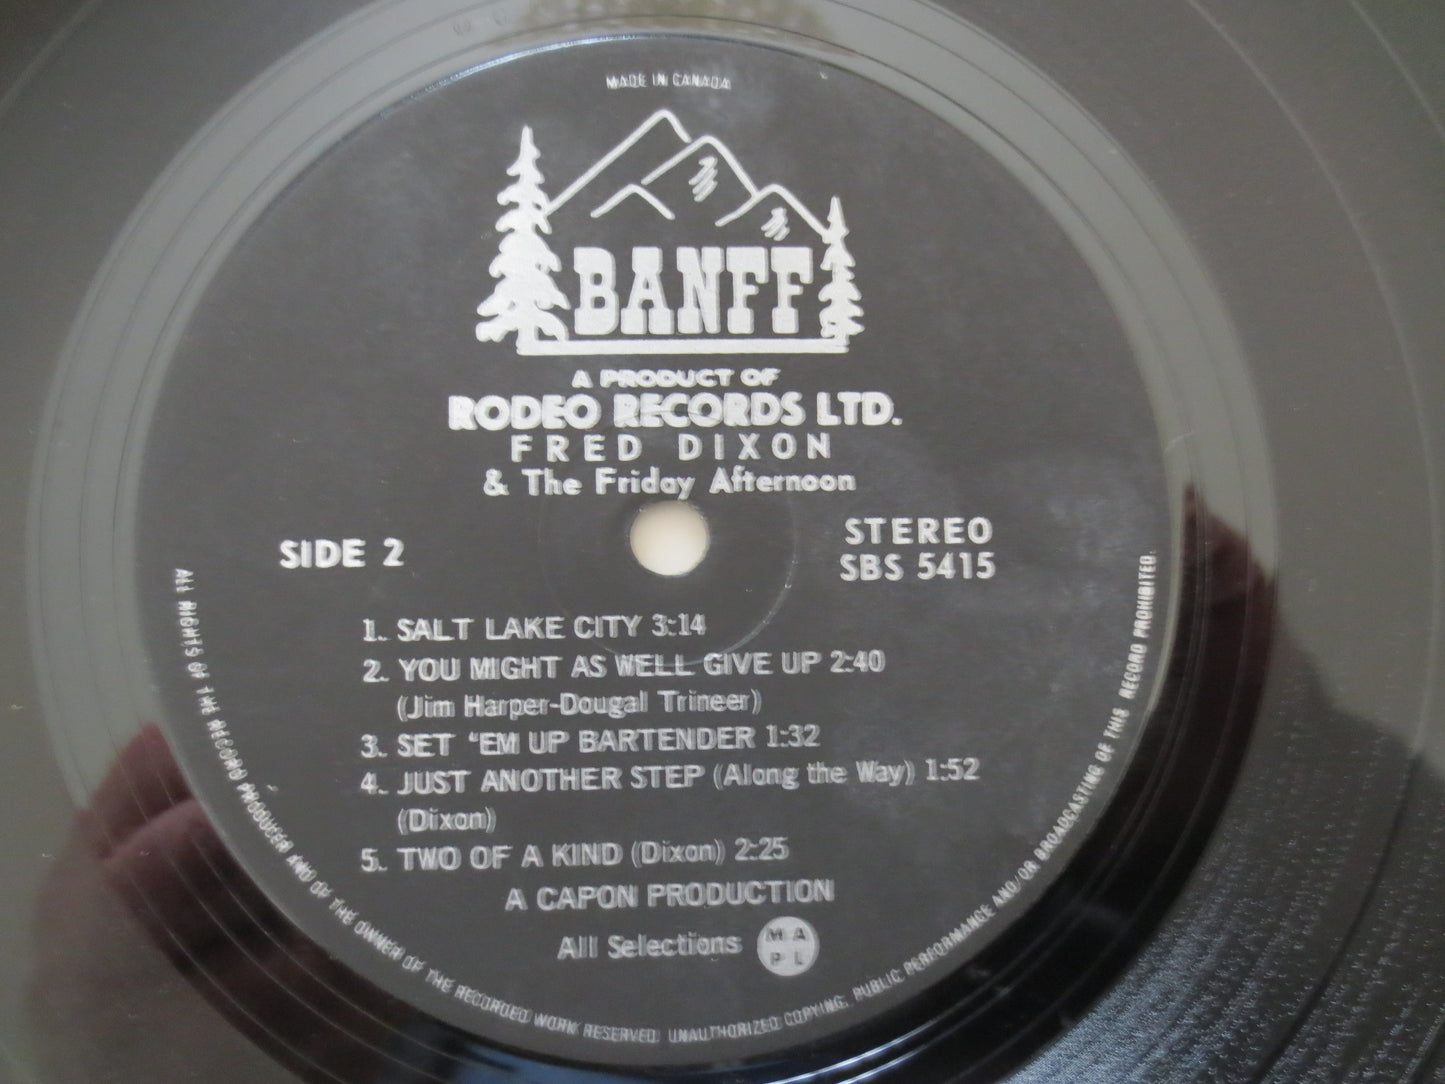 MADE IN CANADA
BANFF
A PRODUCT OF
RODEO RECORDS LTD.
FRED DIXON
& The Friday Afternoon
SIDE 2
STEREO
SBS 5415
1. SALT LAKE CITY 3:14
2. YOU MIGHT AS WELL GIVE UP 2:40
(Jim Harper-Dougal Trineer)
3. SET ‘EM UP BARTENDER 1:32
4. JUST ANOTHER STEP (Along the Way) 1:52
(Dixon)
5. TWO OF A KIND (Dixon) 2:25
A CAPON PRODUCTION
All Selections
M A
P L
ALL RIGHTS OF THE RECORD PRODUCER AND OF THE OWNER OF THE RECORDED WORK RESERVED. UNAUTHORIZED COPYING, PUBLIC PERFORMANCE AND/OR BROADCASTING OF THIS RECORD PROHIBITED.